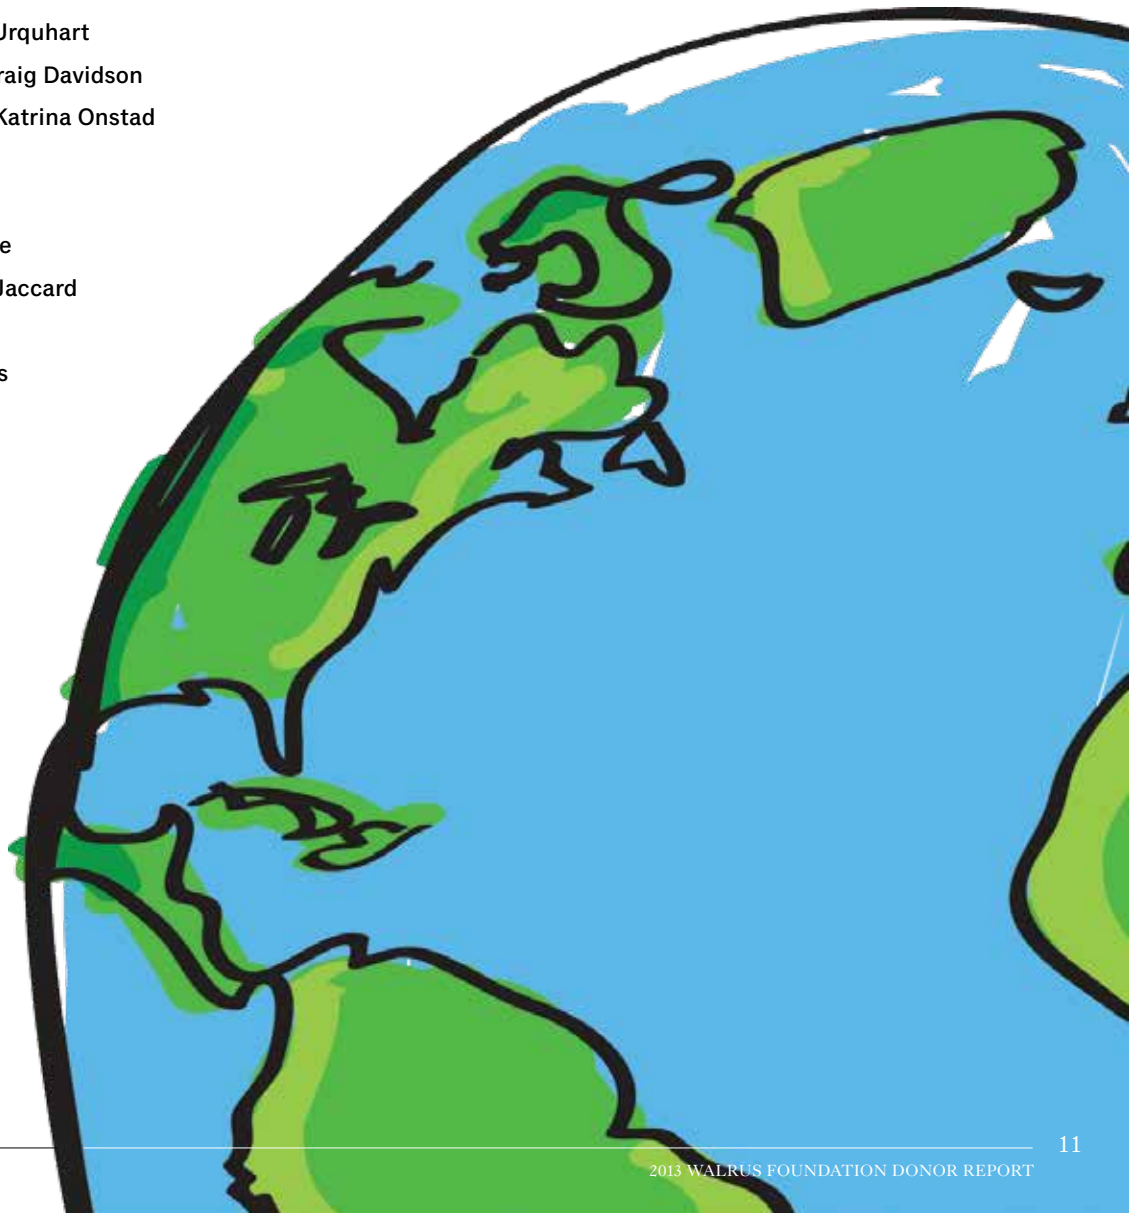 Urquhart
raig Davidson
Katrina Onstad
e
Jaccard
s
11
2013 WALRUS FOUNDATION DONOR REPORT